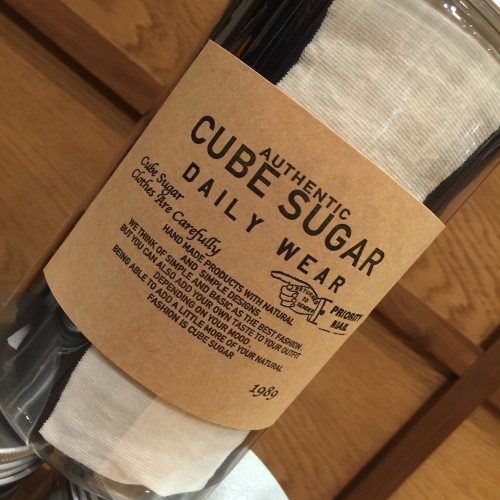 AUTHENTIC
CUBE SUGAR
DAILY WEAR
Cube Sugar
Clothes Are Carefully
HAND MADE PRODUCTS WITH NATURAL
AND SIMPLE DESIGNS.
WE THINK OF SIMPLE AND BASIC AS THE BEST FASHION.
BUT YOU CAN ALSO ADD YOUR OWN TASTE TO YOUR OUTFIT
DEPENDING ON YOUR MOOD.
BEING ABLE TO ADD A LITTLE MORE OF YOUR NATURAL
FASHION IS CUBE SUGAR
RETURNED
TO
SENDER
PRIORITY
MAIL
1989